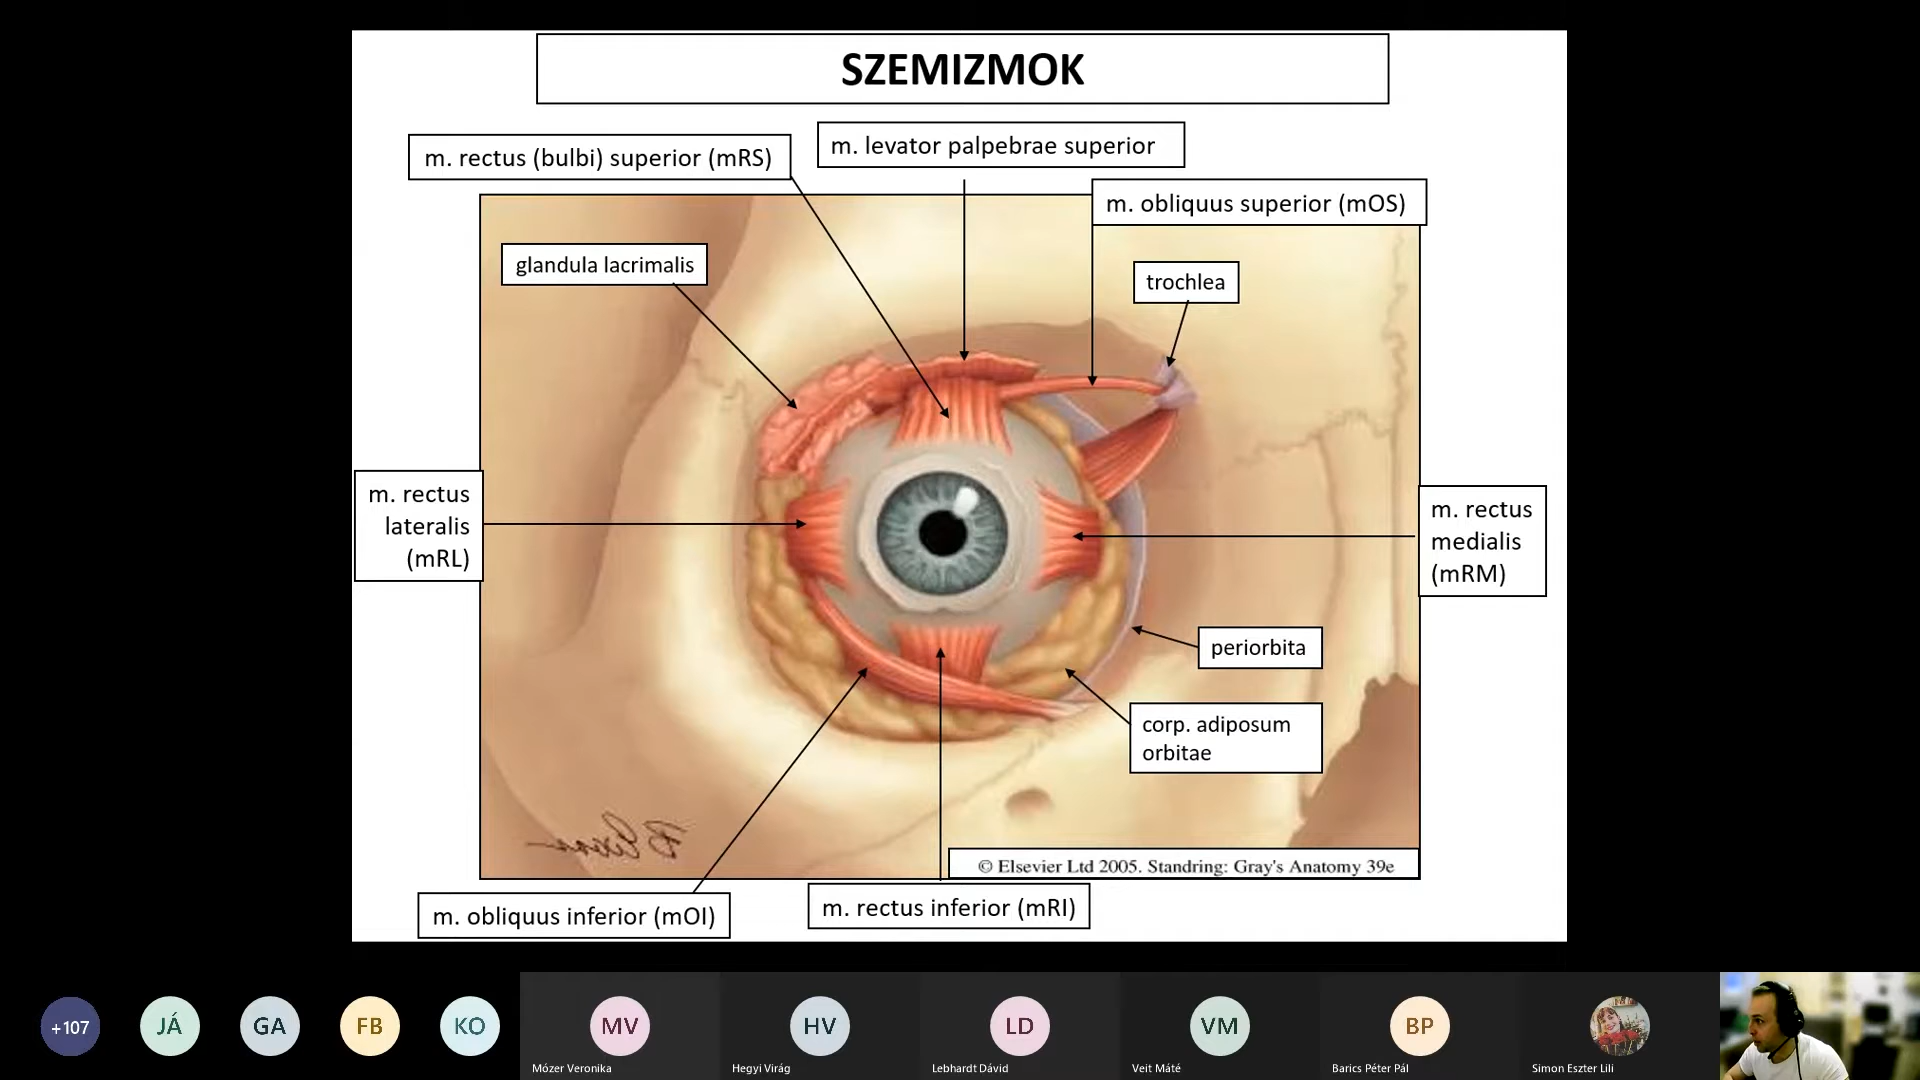 SZEMIZMOK
m. rectus (bulbi) superior (mRS)
m. levator palpebrae superior
m. obliquus superior (mOS)
glandula lacrimalis
trochlea
m. rectus
lateralis
(mRL)
m. rectus
medialis
(mRM)
periorbita
corp. adiposum
orbitae
© Elsevier Ltd 2005. Standring: Gray's Anatomy 39e
m. obliquus inferior (mOI)
m. rectus inferior (mRI)
+107
JÁ
GA
FB
KO
MV
HV
LD
VM
BP
Mózer Veronika
Hegyi Virág
Lebhardt Dávid
Veit Máté
Barics Péter Pál
Simon Eszter Lili